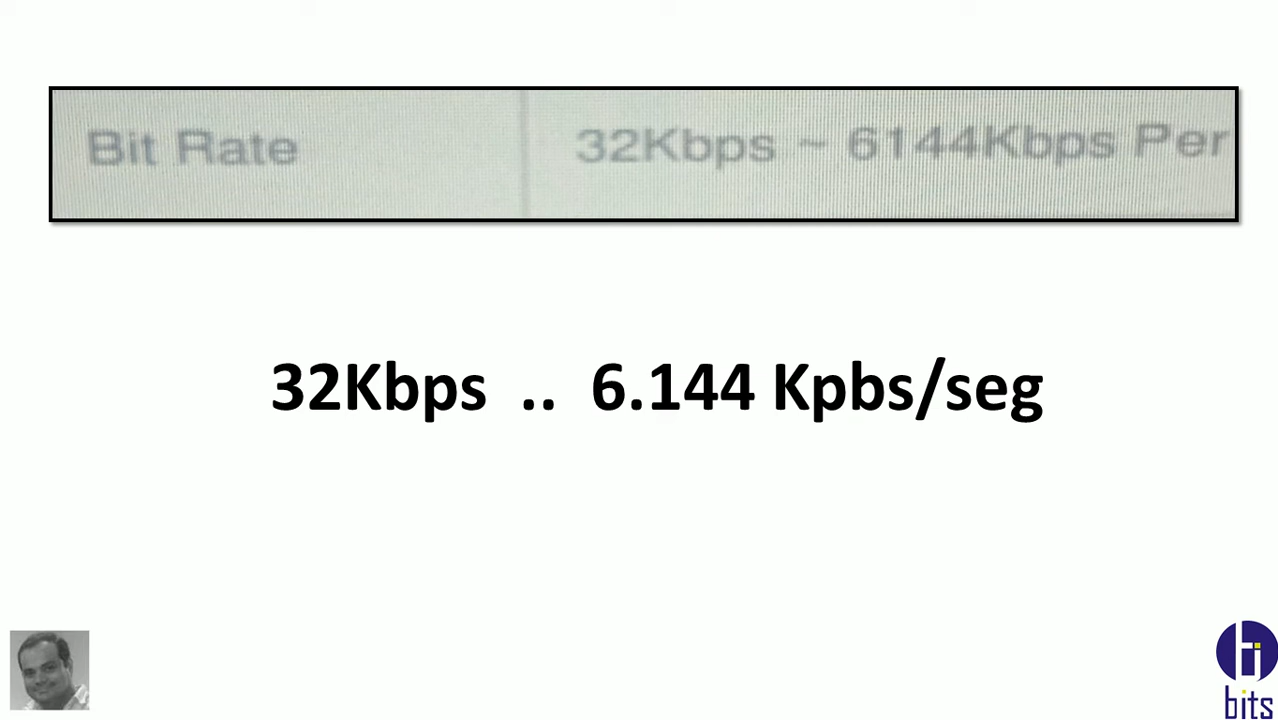 Bit Rate 32Kbps ~ 6144Kbps Per
32Kbps .. 6.144 Kpbs/seg
bits